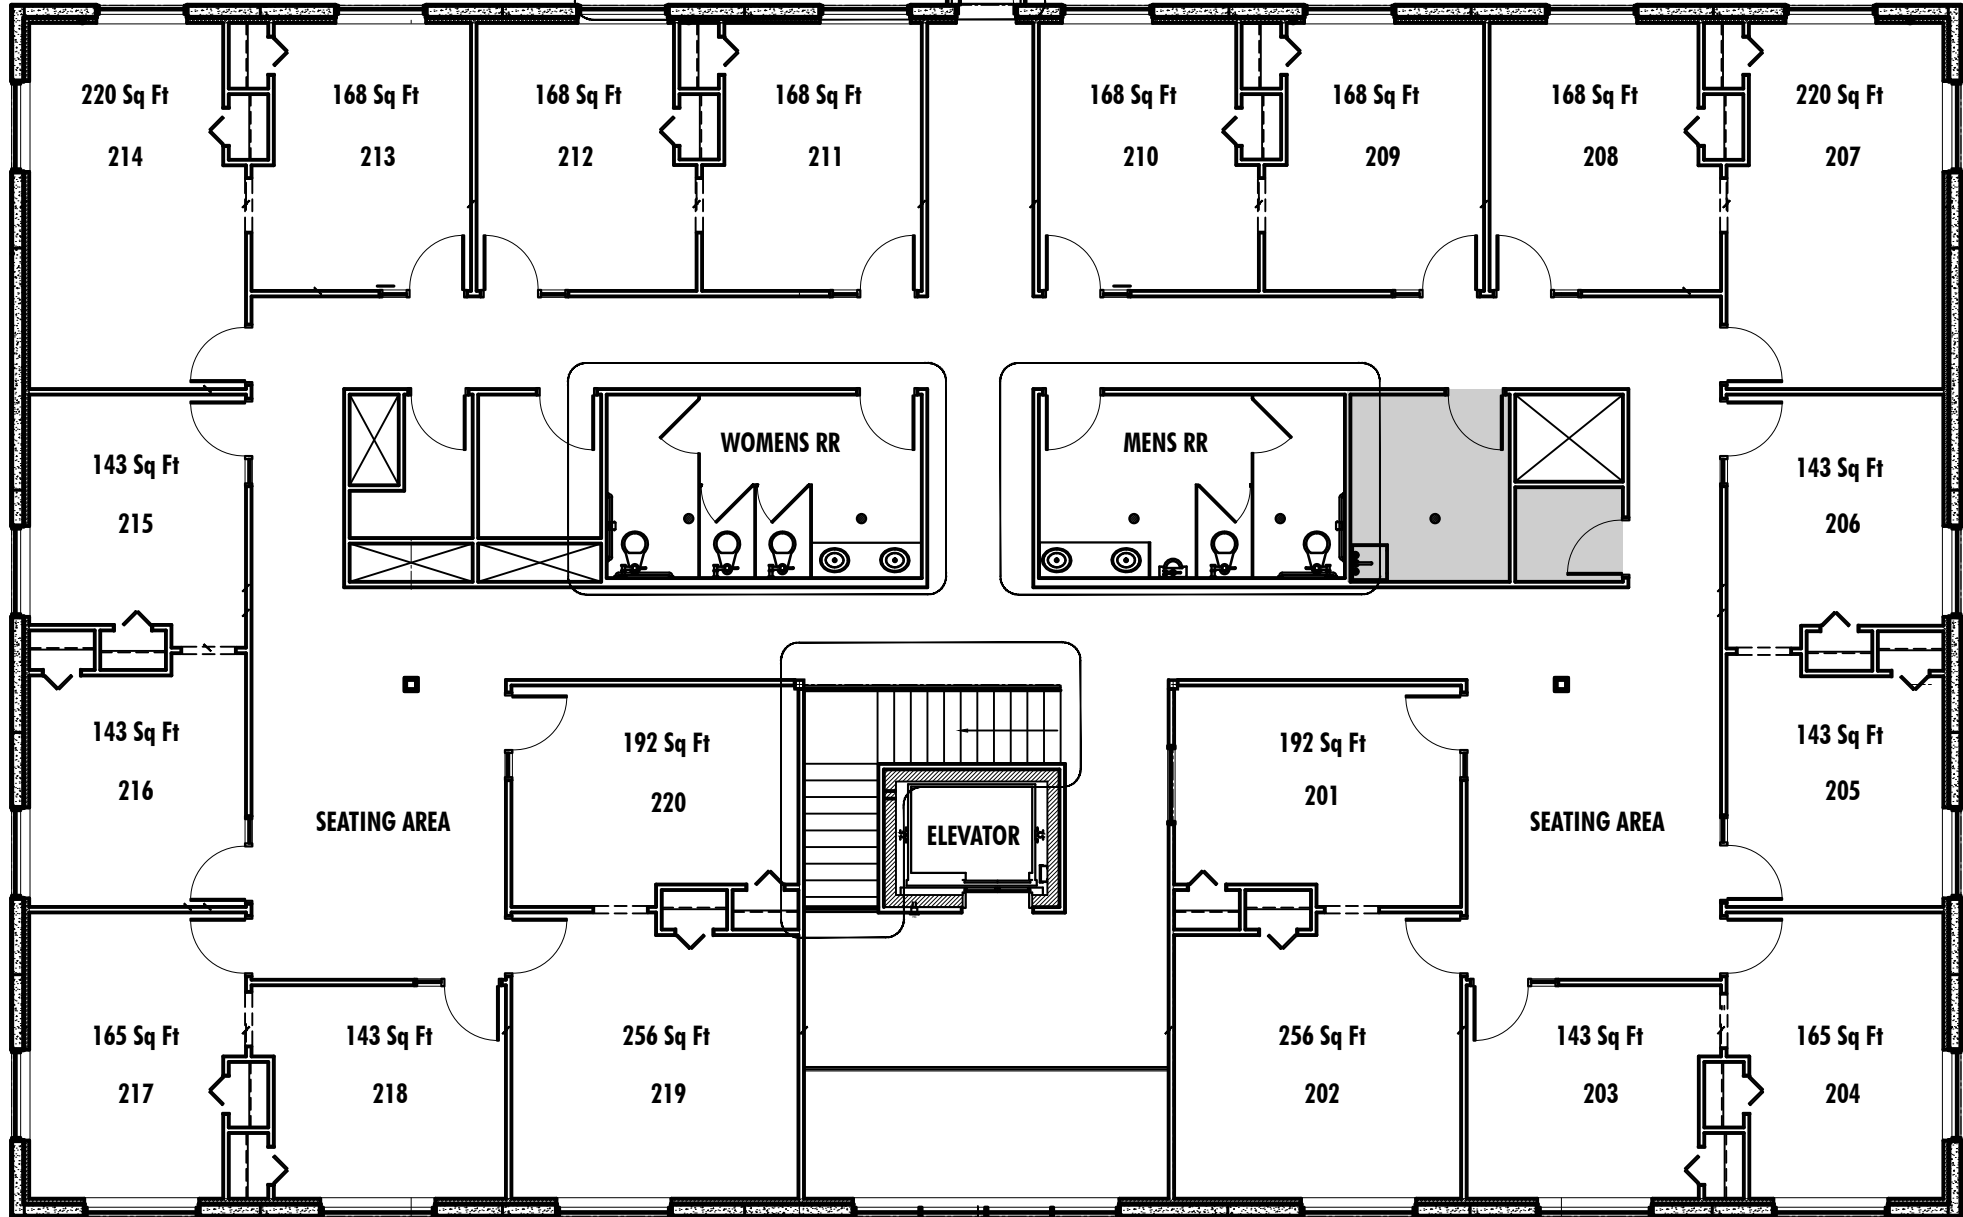 220 Sq Ft
214
168 Sq Ft
213
168 Sq Ft
212
168 Sq Ft
211
168 Sq Ft
210
168 Sq Ft
209
168 Sq Ft
208
220 Sq Ft
207
WOMENS RR
MENS RR
143 Sq Ft
215
143 Sq Ft
206
143 Sq Ft
216
SEATING AREA
192 Sq Ft
220
ELEVATOR
192 Sq Ft
201
SEATING AREA
143 Sq Ft
205
165 Sq Ft
217
143 Sq Ft
218
256 Sq Ft
219
256 Sq Ft
202
143 Sq Ft
203
165 Sq Ft
204